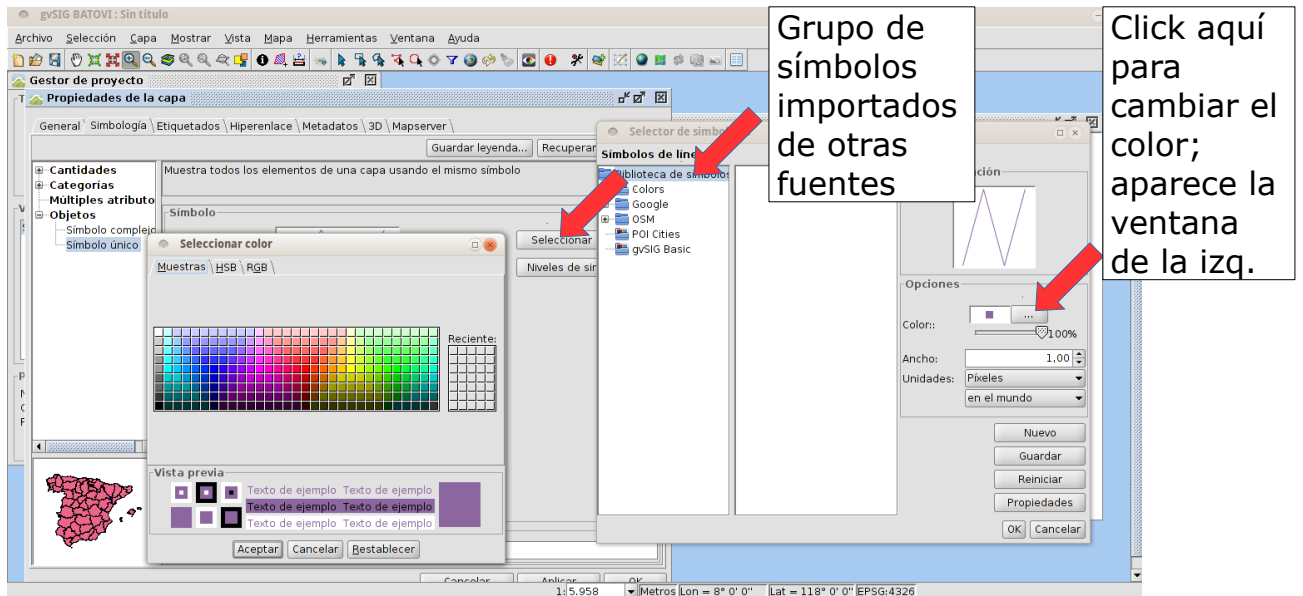 gvSIG BATOVI : Sin título
Archivo Selección Capa Mostrar Vista Mapa Herramientas Ventana Ayuda
Gestor de proyecto
Propiedades de la capa
General Simbología Etiquetados Hiperenlace Metadatos 3D Mapserver
Guardar leyenda... Recuperar
Cantidades
Categorías
Múltiples atributo
Objetos
Símbolo complejo
Símbolo único
Muestra todos los elementos de una capa usando el mismo símbolo
Símbolo
Seleccionar
Niveles de sím
Seleccionar color
Muestras HSB RGB
Reciente:
Vista previa
Texto de ejemplo Texto de ejemplo
Texto de ejemplo Texto de ejemplo
Texto de ejemplo Texto de ejemplo
Aceptar Cancelar Restablecer
Cancelar Aplicar OK
Selector de simbo
Símbolos de líne
Biblioteca de símbolos
Colors
Google
OSM
POI Cities
gvSIG Basic
ción
Opciones
Color::
...
100%
Ancho: 1,00
Unidades: Píxeles
en el mundo
Nuevo
Guardar
Reiniciar
Propiedades
OK Cancelar
Grupo de
símbolos
importados
de otras
fuentes
Click aquí
para
cambiar el
color;
aparece la
ventana
de la izq.
1: 5.958 Metros Lon = 8° 0' 0" Lat = 118° 0' 0" EPSG:4326